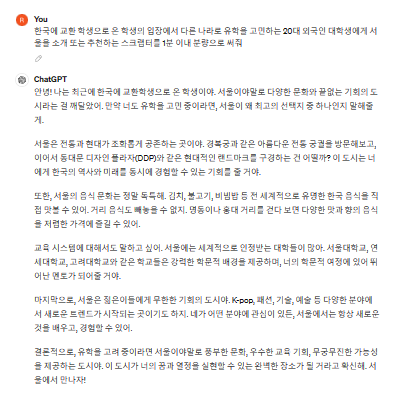 You
한국에 교환 학생으로 온 학생의 입장에서 다른 나라로 유학을 고민하는 20대 외국인 대학생에게 서
울을 소개 또는 추천하는 스크랩터를 1분 이내 분량으로 써줘
ChatGPT
안녕! 나는 최근에 한국에 교환학생으로 온 학생이야. 서울이야말로 다양한 문화와 끝없는 기회의 도
시라는 걸 깨달았어. 만약 너도 유학을 고민 중이라면, 서울이 왜 최고의 선택지 중 하나인지 말해줄
게.
서울은 전통과 현대가 조화롭게 공존하는 곳이야. 경복궁과 같은 아름다운 전통 궁궐을 방문해보고,
이어서 동대문 디자인 플라자(DDP)와 같은 현대적인 랜드마크를 구경하는 건 어떨까? 이 도시는 너
에게 한국의 역사와 미래를 동시에 경험할 수 있는 기회를 줄 거야.
또한, 서울의 음식 문화는 정말 독특해. 김치, 불고기, 비빔밥 등 전 세계적으로 유명한 한국 음식을 직
접 맛볼 수 있어. 거리 음식도 빼놓을 수 없지. 명동이나 홍대 거리를 걷다 보면 다양한 맛과 향의 음식
을 저렴한 가격에 즐길 수 있어.
교육 시스템에 대해서도 말하고 싶어. 서울에는 세계적으로 인정받는 대학들이 많아. 서울대학교, 연
세대학교, 고려대학교와 같은 학교들은 강력한 학문적 배경을 제공하며, 너의 학문적 여정에 있어 뛰
어난 멘토가 되어줄 거야.
마지막으로, 서울은 젊은이들에게 무한한 기회의 도시야. K-pop, 패션, 기술, 예술 등 다양한 분야에
서 새로운 트렌드가 시작되는 곳이기도 하지. 네가 어떤 분야에 관심이 있든, 서울에서는 항상 새로운
것을 배우고, 경험할 수 있어.
결론적으로, 유학을 고려 중이라면 서울이야말로 풍부한 문화, 우수한 교육 기회, 무궁무진한 가능성
을 제공하는 도시야. 이 도시가 너의 꿈과 열정을 실현할 수 있는 완벽한 장소가 될 거라고 확신해. 서
울에서 만나자!